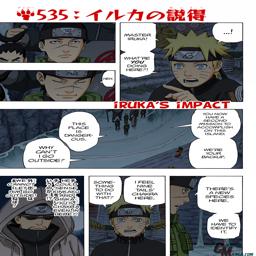 535：イルカの説得
MASTER
IRUKA!
WHAT'RE
YOU
DOING
HERE?!
...!
IRUKA'S IMPACT
YOU NOW
HAVE A
SECOND
MISSION TO
ACCOMPLISH
ON THIS
ISLAND.
WE'RE
YOUR
BACKUP.
THIS
PLACE IS
DANGER-
OUS.
WHY
CAN'T I
GO
OUTSIDE?
THERE'S
A NEW
SPECIES
HERE.
WE
HAVE TO
IDENTIFY
IT.
I FEEL
NINE
TAILS'
CHAKRA
HERE.
SOME-
THING
TO DO
WITH
THAT?